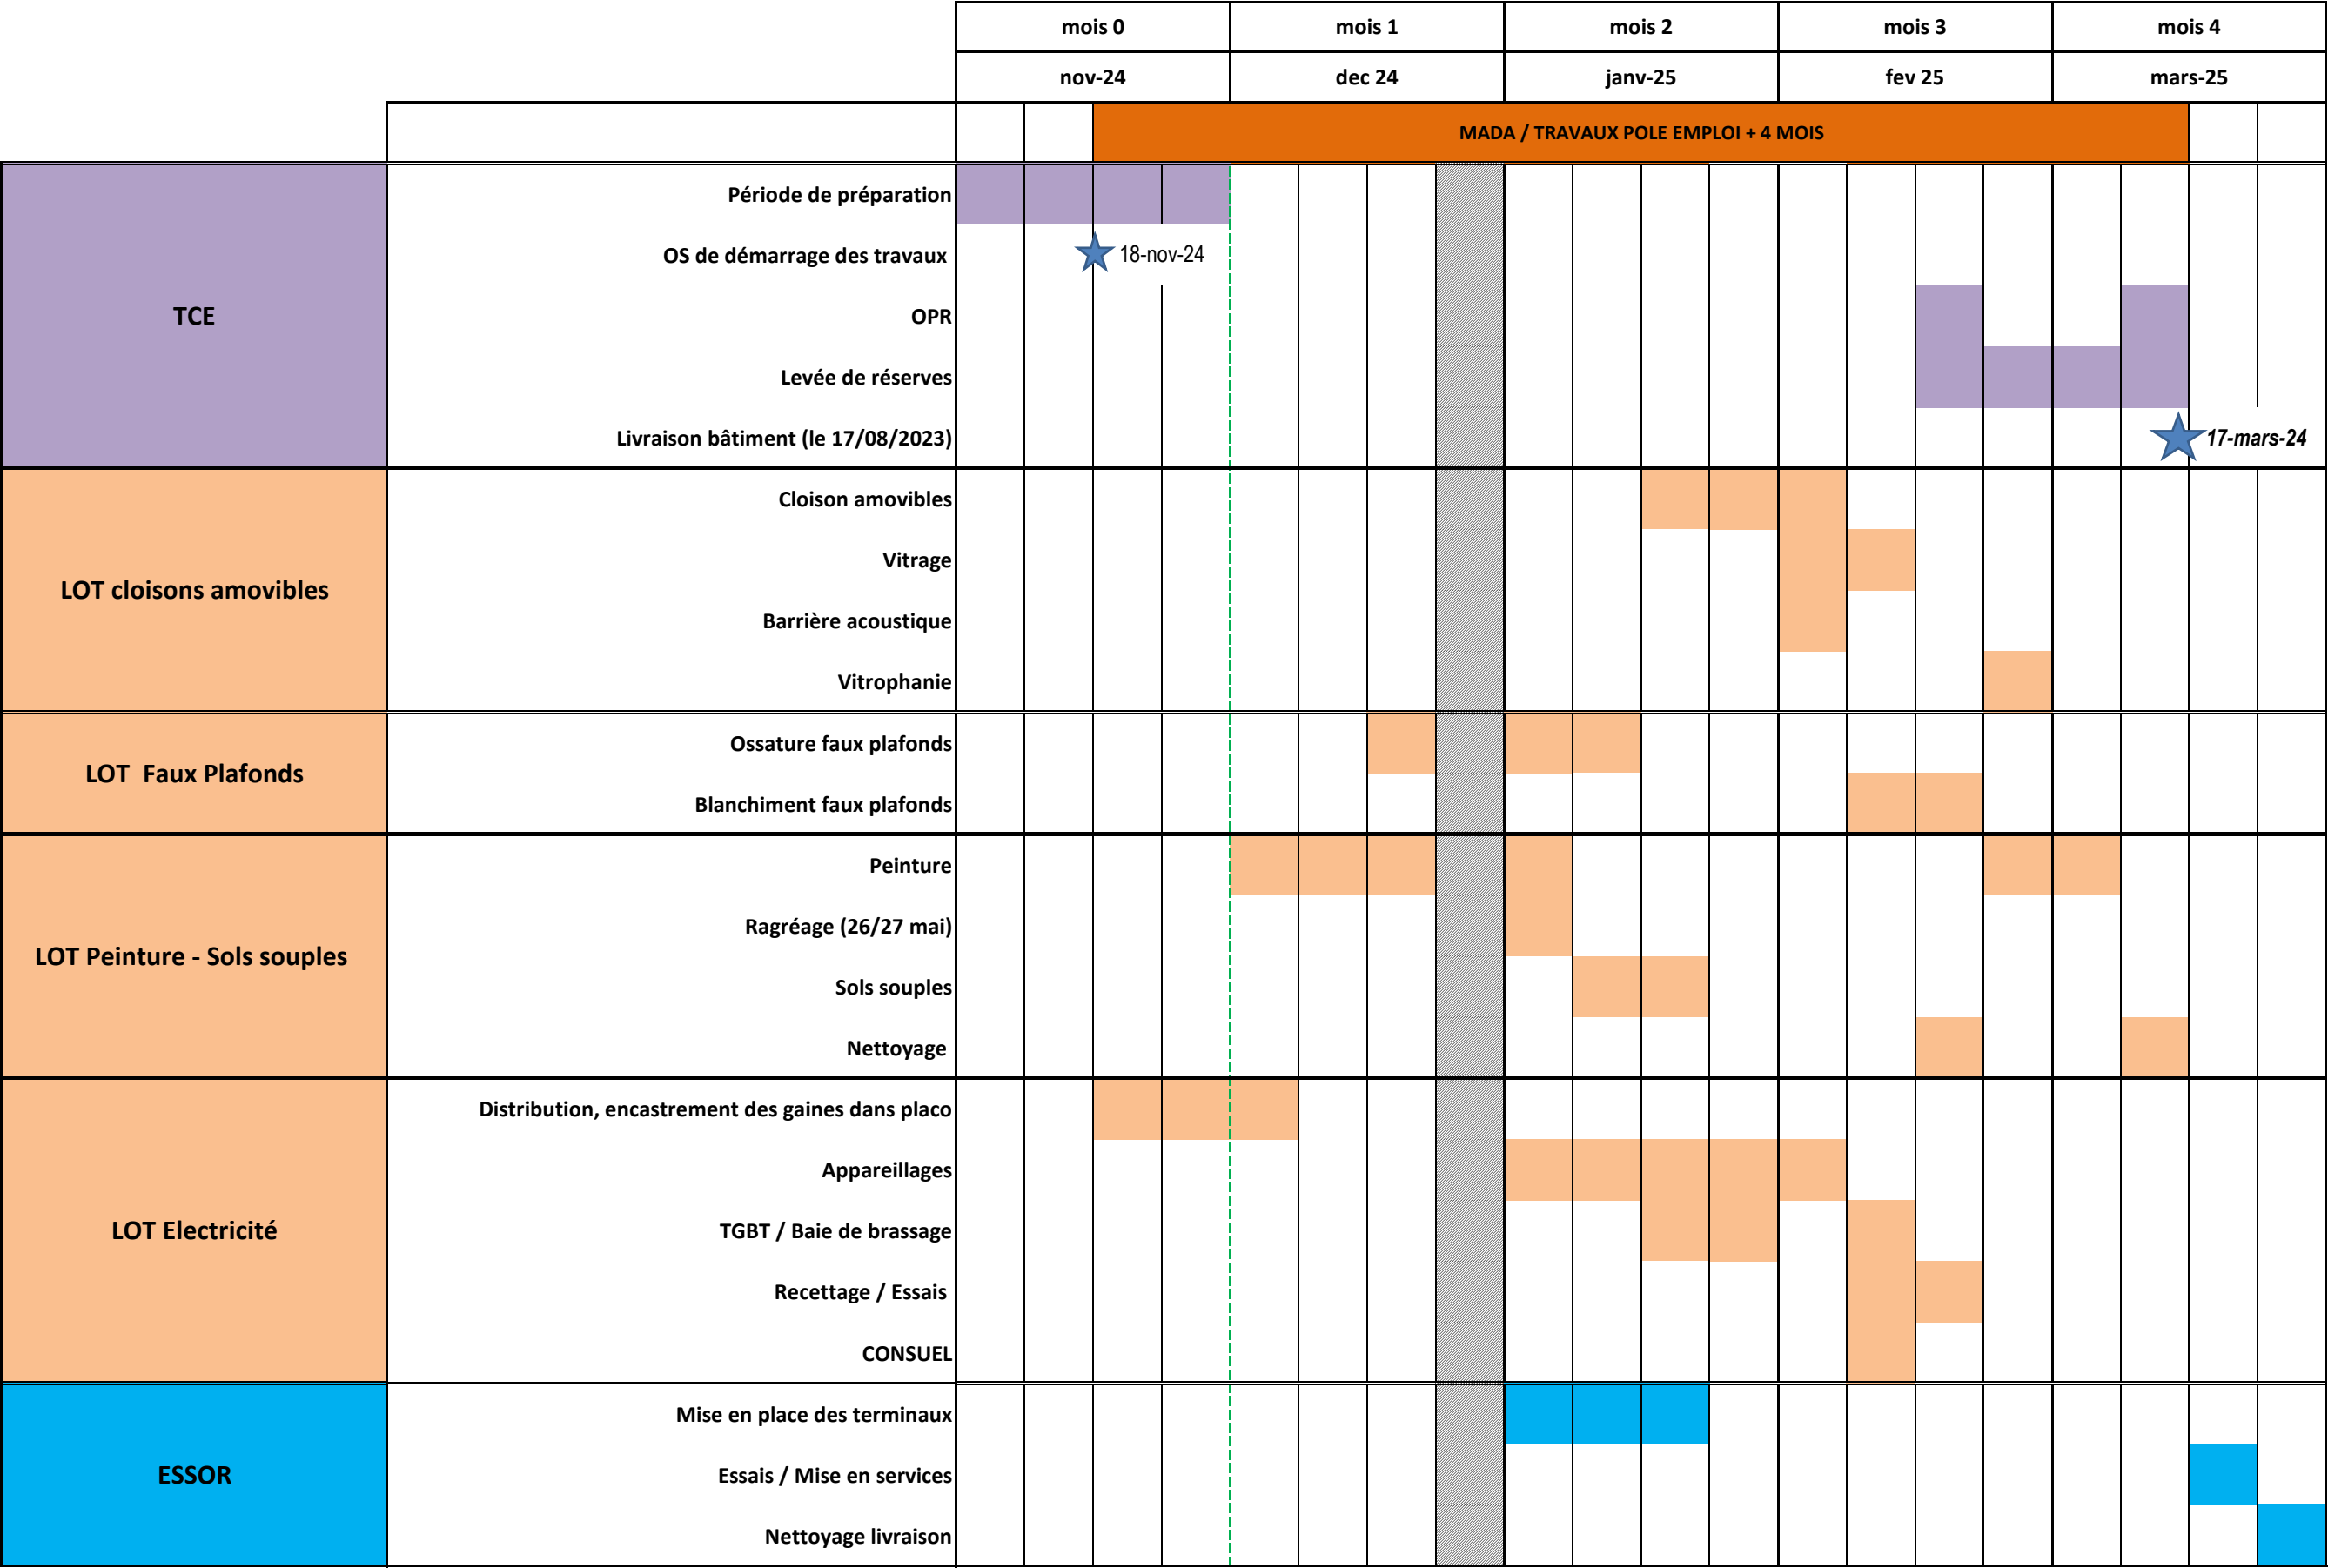 mois 0
mois 1
mois 2
mois 3
mois 4
nov-24
dec 24
janv-25
fev 25
mars-25
MADA / TRAVAUX POLE EMPLOI + 4 MOIS
TCE
Période de préparation
OS de démarrage des travaux
18-nov-24
OPR
Levée de réserves
Livraison bâtiment (le 17/08/2023)
17-mars-24
LOT cloisons amovibles
Cloison amovibles
Vitrage
Barrière acoustique
Vitrophanie
LOT Faux Plafonds
Ossature faux plafonds
Blanchiment faux plafonds
LOT Peinture - Sols souples
Peinture
Ragréage (26/27 mai)
Sols souples
Nettoyage
LOT Electricité
Distribution, encastrement des gaines dans placo
Appareillages
TGBT / Baie de brassage
Recettage / Essais
CONSUEL
ESSOR
Mise en place des terminaux
Essais / Mise en services
Nettoyage livraison